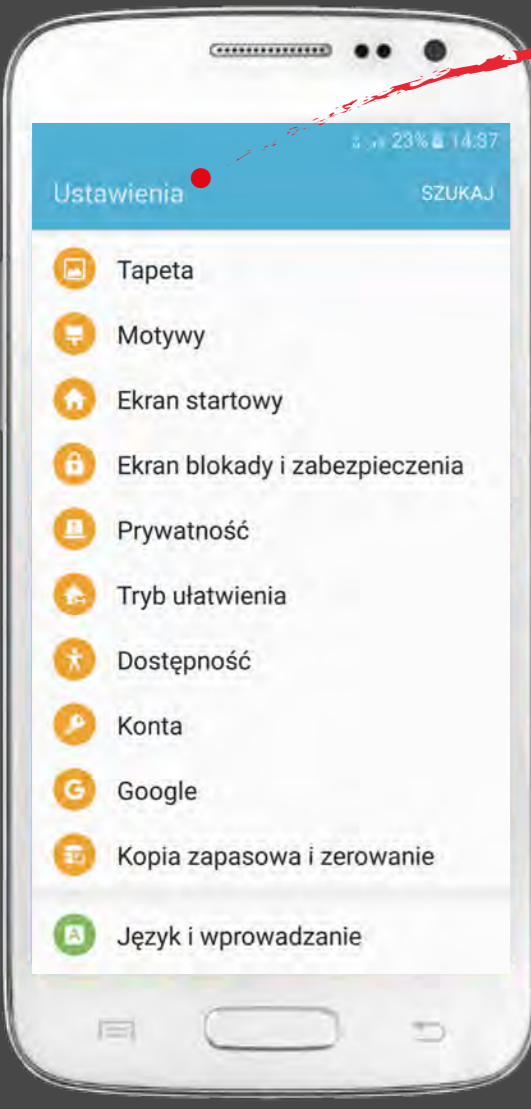 23% 14:37
Ustawienia
SZUKAJ
Tapeta
Motywy
Ekran startowy
Ekran blokady i zabezpieczenia
Prywatność
Tryb ułatwienia
Dostępność
Konta
G Google
Kopia zapasowa i zerowanie
A Język i wprowadzanie